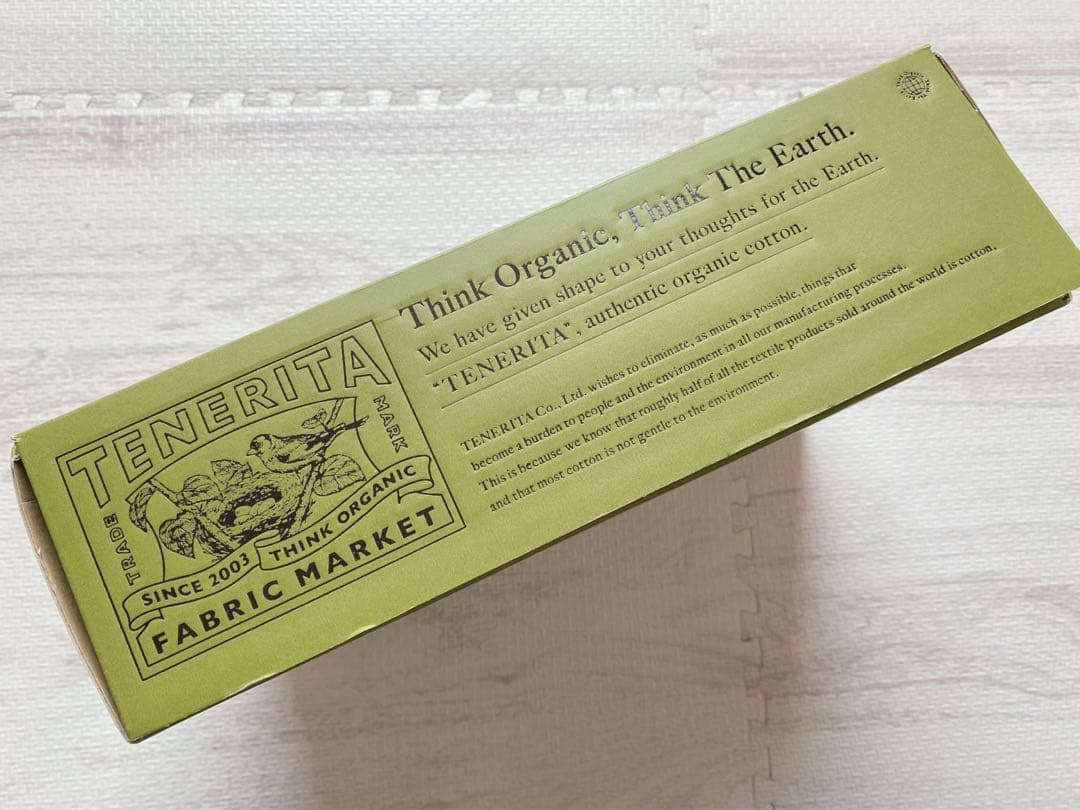 Think Organic, Think The Earth.
We have given shape to your thoughts for the Earth.
"TENERITA", authentic organic cotton.
TENERITA Co., Ltd. wishes to eliminate, as much as possible, things that
become a burden to people and the environment in all our manufacturing processes.
This is because we know that roughly half of all the textile products sold around the world is cotton.
and that most cotton is not gentle to the environment.
TENERITA
TRADE
MARK
SINCE 2003
THINK ORGANIC
FABRIC MARKET